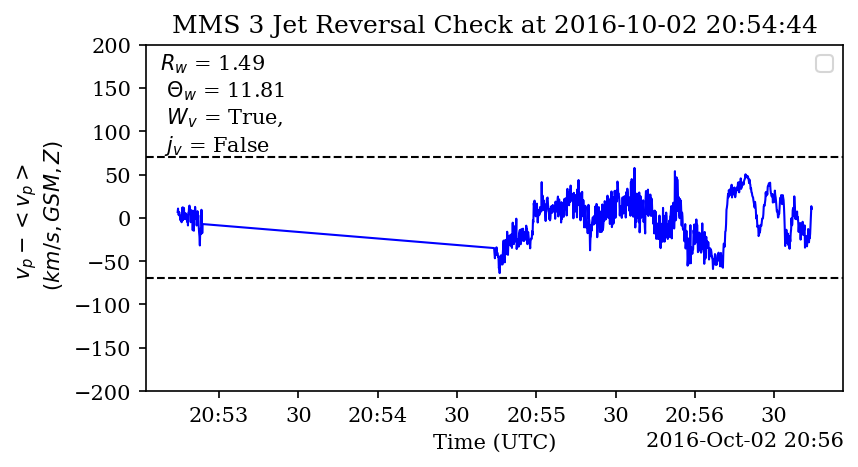 MMS 3 Jet Reversal Check at 2016-10-02 20:54:44
R_w = 1.49
Θ_w = 11.81
W_v = True,
j_v = False
200
150
100
50
0
−50
−100
−150
−200
v_p − < v_p >
(km/s, GSM, Z)
20:53 30 20:54 30 20:55 30 20:56 30
Time (UTC)
2016-Oct-02 20:56